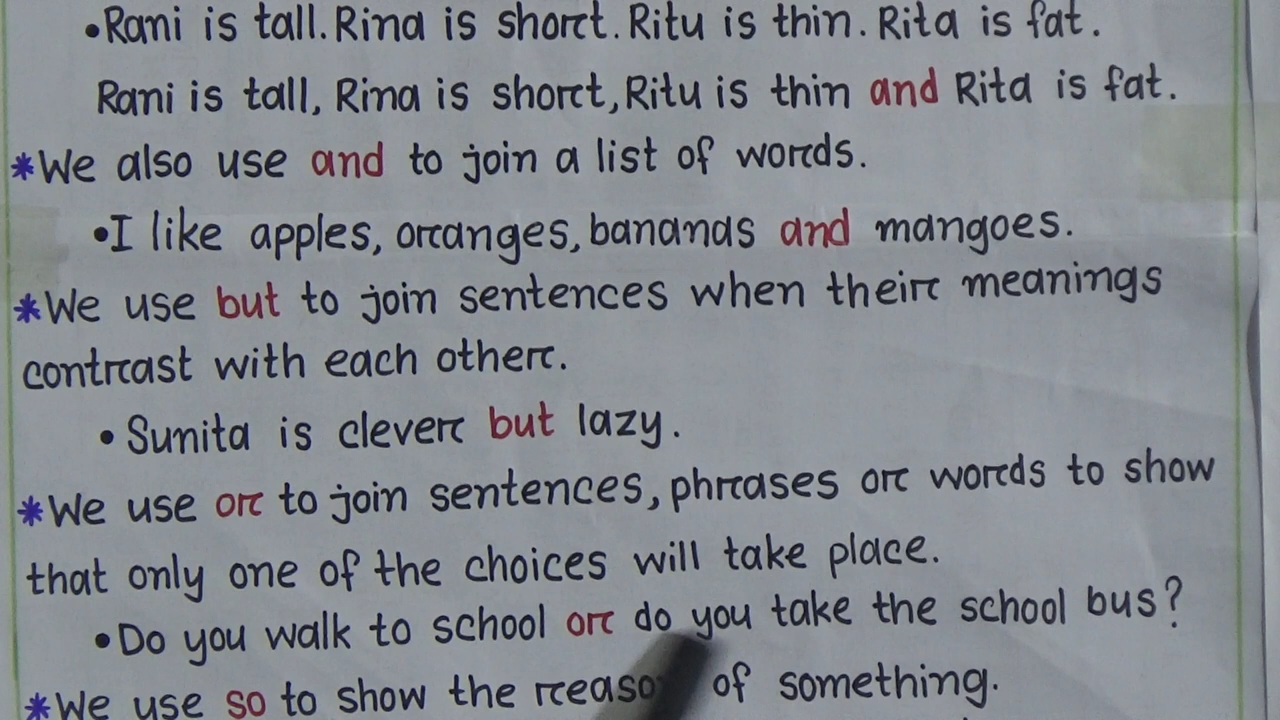 •Rani is tall. Rina is short. Ritu is thin. Rita is fat.
Rani is tall, Rina is short, Ritu is thin and Rita is fat.
*We also use and to join a list of words.
•I like apples, oranges, bananas and mangoes.
*We use but to join sentences when their meanings
contrast with each other.
•Sunita is clever but lazy.
*We use or to join sentences, phrases or words to show
that only one of the choices will take place.
•Do you walk to school or do you take the school bus?
*We use so to show the reason of something.